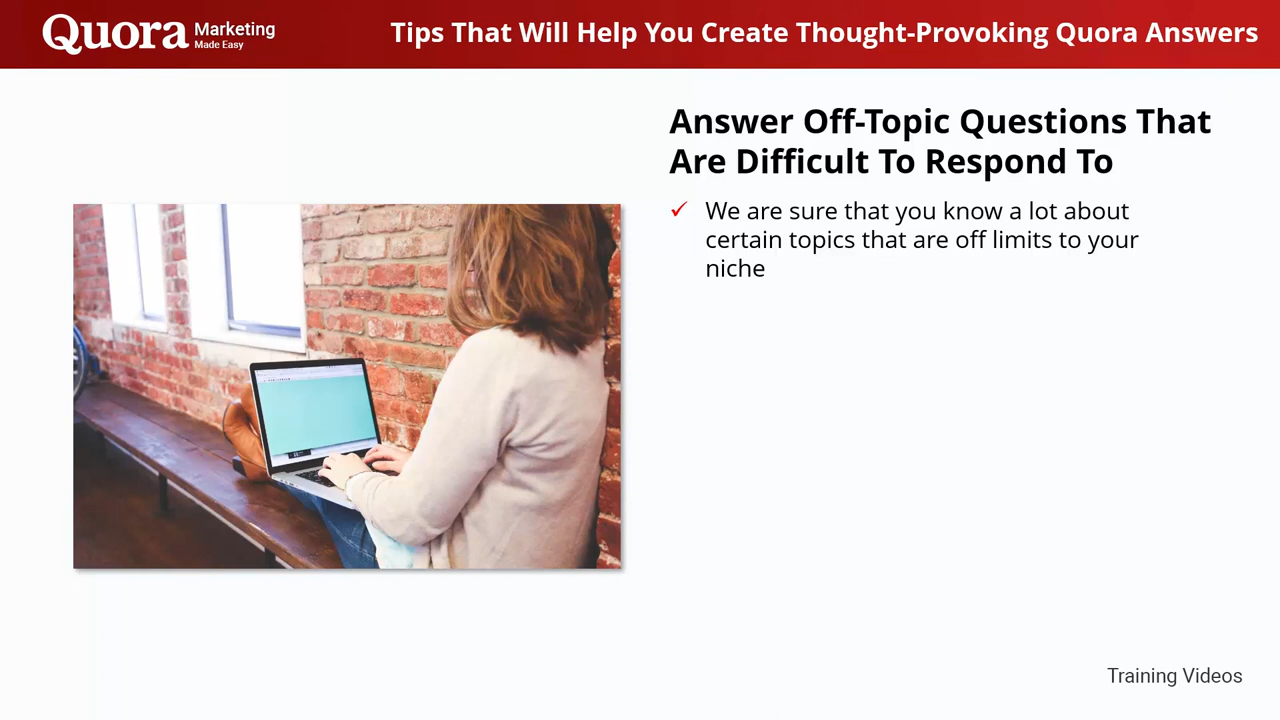 Quora Marketing
Made Easy
Tips That Will Help You Create Thought-Provoking Quora Answers
Answer Off-Topic Questions That
Are Difficult To Respond To
We are sure that you know a lot about
certain topics that are off limits to your
niche
Training Videos